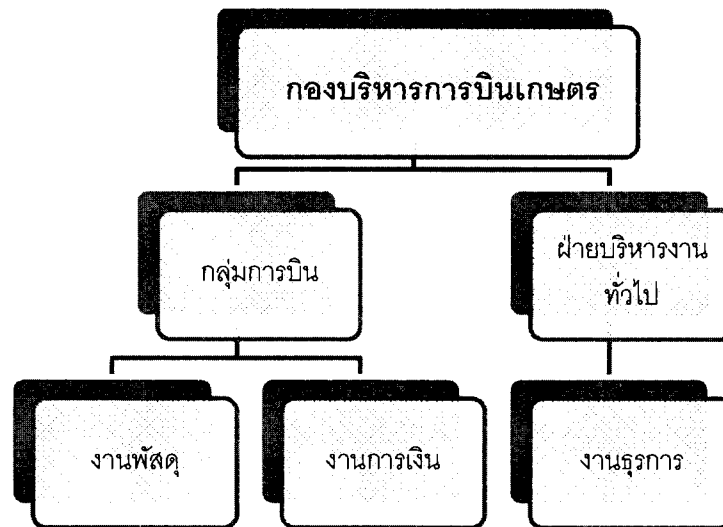 กองบริหารการบินเกษตร
กลุ่มการบิน
ฝ่ายบริหารงาน
ทั่วไป
งานพัสดุ
งานการเงิน
งานธุรการ